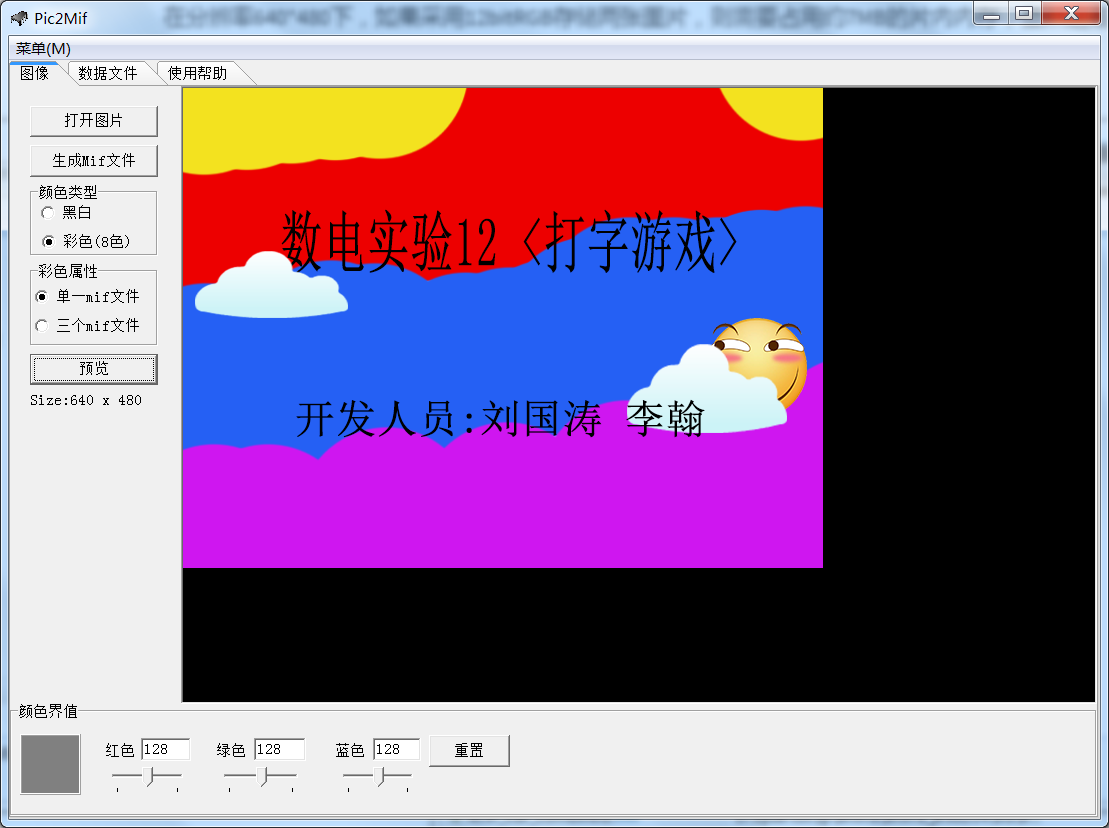 Pic2Mif
菜单(M)
图像 数据文件 使用帮助
打开图片
生成Mif文件
颜色类型
黑白
彩色(8色)
彩色属性
单一mif文件
三个mif文件
预览
Size:640 x 480
数电实验12〈打字游戏〉
开发人员:刘国涛 李翰
颜色界值
红色 128 绿色 128 蓝色 128 重置